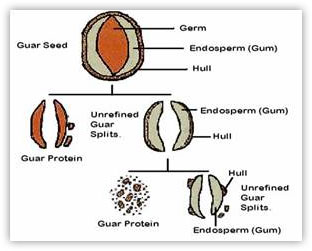 Germ
Guar Seed
Endosperm (Gum)
Hull
Unrefined
Guar
Splits.
Endosperm (Gum)
Hull
Guar Protein
Hull
Unrefined
Guar
Splits.
Guar Protein
Endosperm (Gum)